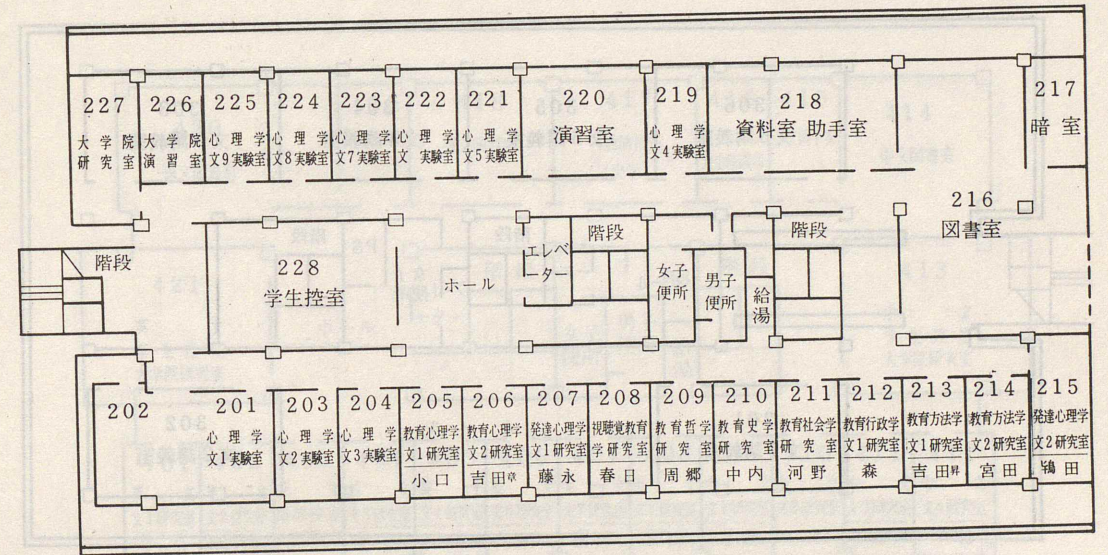 227
大学院
研究室
226
大学院
演習室
225
心理学
文9実験室
224
心理学
文8実験室
223
心理学
文7実験室
222
心理学
文 実験室
221
心理学
文5実験室
220
演習室
219
心理学
文4実験室
218
資料室 助手室
217
暗室
216
図書室
階段
228
学生控室
ホール
エレベーター
階段
女子
便所
男子
便所
給湯
階段
202
201
心理学
文1実験室
203
心理学
文2実験室
204
心理学
文3実験室
205
教育心理学
文1研究室
小口
206
教育心理学
文2研究室
吉田章
207
発達心理学
文1研究室
藤永
208
視聴覚教育
学研究室
春日
209
教育哲学
研究室
周郷
210
教育史学
研究室
中内
211
教育社会学
研究室
河野
212
教育行政学
文1研究室
森
213
教育方法学
文1研究室
吉田昇
214
教育方法学
文2研究室
宮田
215
発達心理学
文2研究室
鴇田